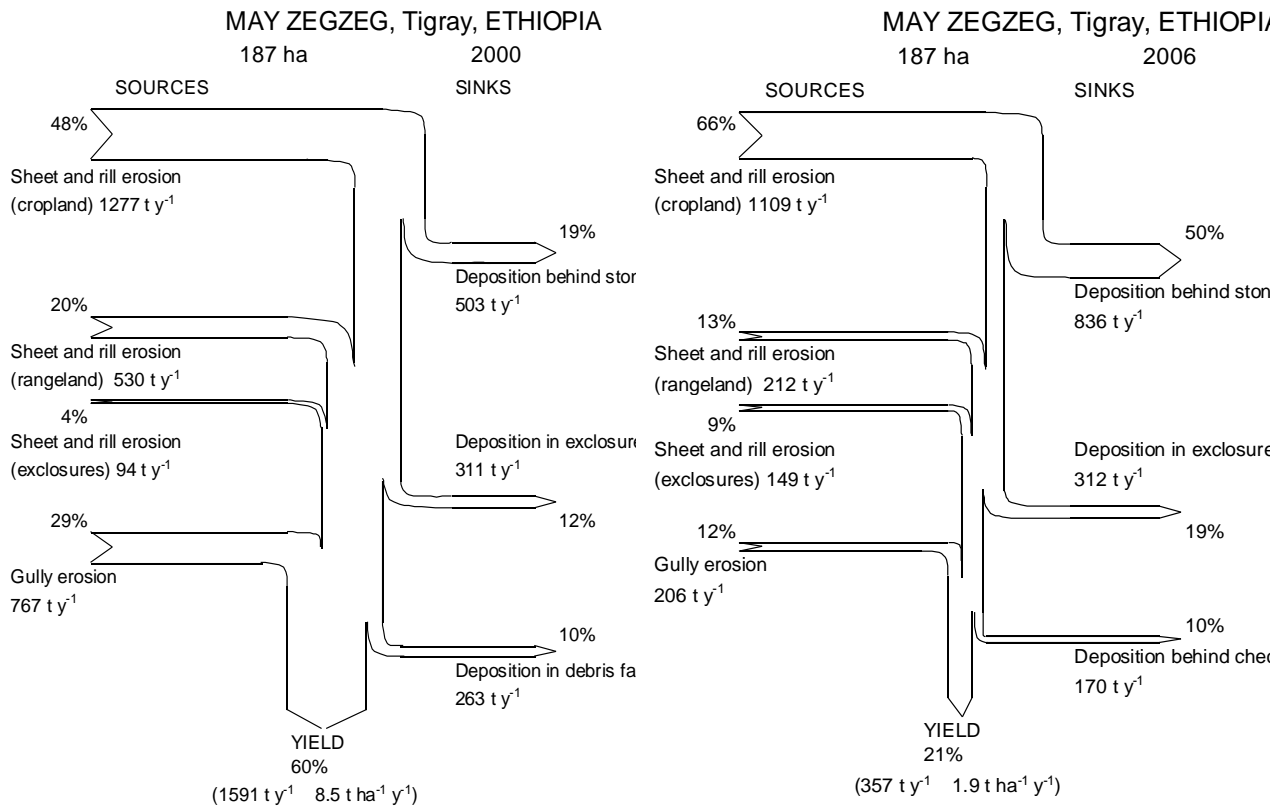 MAY ZEGZEG, Tigray, ETHIOPIA
187 ha 2000
SOURCES SINKS
48%
Sheet and rill erosion
(cropland) 1277 t y-1
19%
Deposition behind
503 t y-1
20%
Sheet and rill erosion
(rangeland) 530 t y-1
4%
Sheet and rill erosion
(exclosures) 94 t y-1
Deposition in exclosure
311 t y-1
12%
29%
Gully erosion
767 t y-1
10%
Deposition in debris fa
263 t y-1
YIELD
60%
(1591 t y-1 8.5 t ha-1 y-1)
MAY ZEGZEG, Tigray, ETHIOPIA
187 ha 2006
SOURCES SINKS
66%
Sheet and rill erosion
(cropland) 1109 t y-1
50%
Deposition behind ston
836 t y-1
13%
Sheet and rill erosion
(rangeland) 212 t y-1
9%
Sheet and rill erosion
(exclosures) 149 t y-1
Deposition in exclosure
312 t y-1
19%
12%
Gully erosion
206 t y-1
10%
Deposition behind chec
170 t y-1
YIELD
21%
(357 t y-1 1.9 t ha-1 y-1)